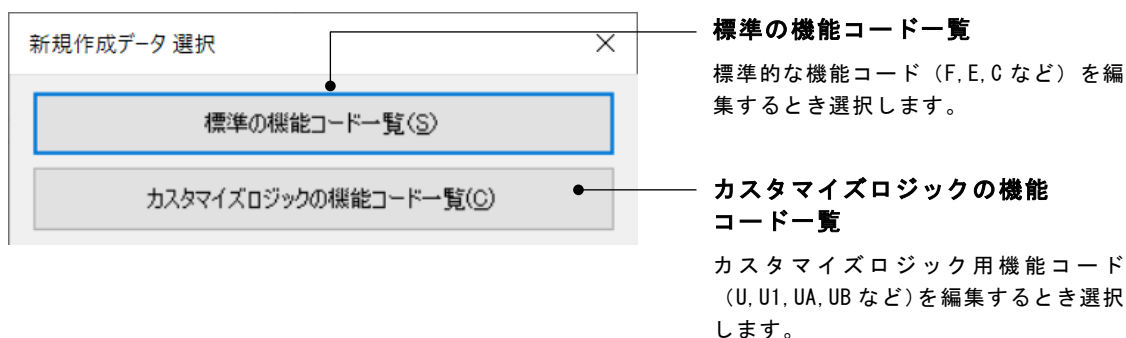 新規作成データ 選択
標準の機能コード一覧(S)
カスタマイズロジックの機能コード一覧(C)
標準の機能コード一覧
標準的な機能コード（F,E,Cなど）を編
集するとき選択します。
カスタマイズロジックの機能
コード一覧
カスタマイズロジック用機能コード
（U,U1,UA,UBなど）を編集するとき選択
します。